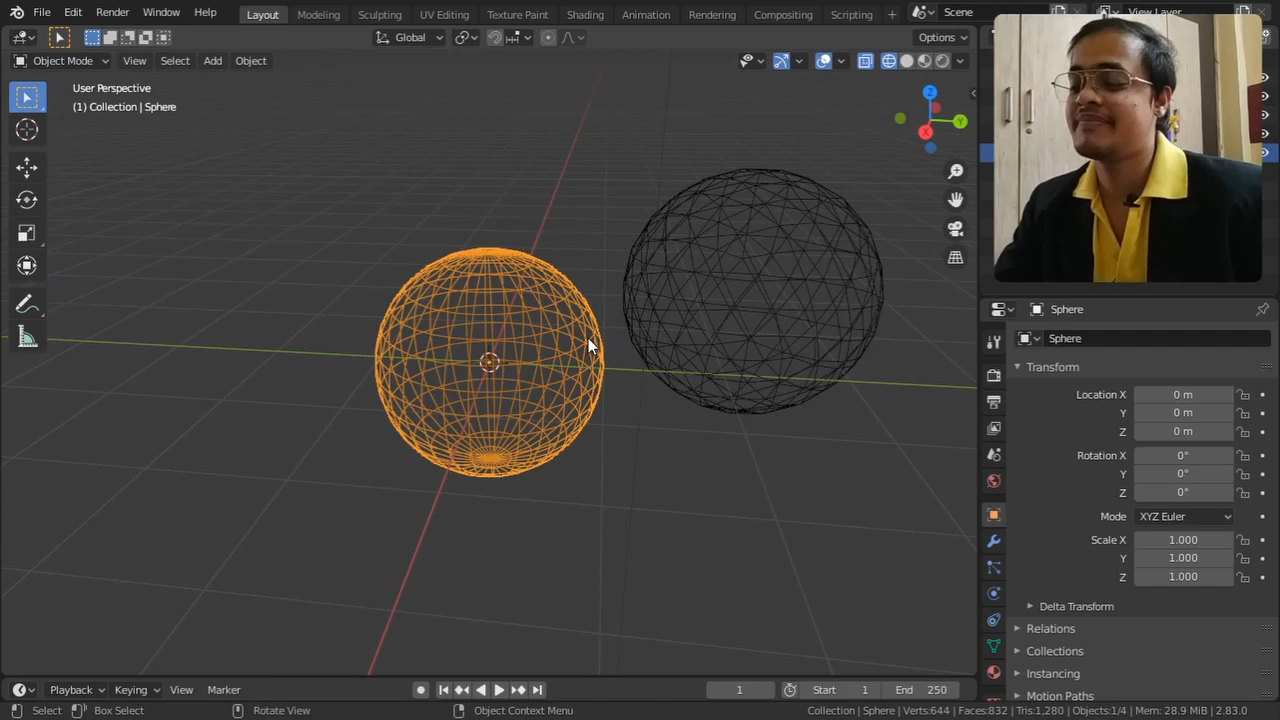 File Edit Render Window Help Layout Modeling Sculpting UV Editing Texture Paint Shading Animation Rendering Compositing Scripting + Scene View Layer
Global Options
Object Mode View Select Add Object
User Perspective
(1) Collection | Sphere
Z
Y
X
Sphere
Sphere
Transform
Location X 0 m
Y 0 m
Z 0 m
Rotation X 0°
Y 0°
Z 0°
Mode XYZ Euler
Scale X 1.000
Y 1.000
Z 1.000
Delta Transform
Relations
Collections
Instancing
Motion Paths
Playback Keying View Marker 1 Start 1 End 250
Select Box Select Rotate View Object Context Menu Collection | Sphere | Verts:644 | Faces:832 | Tris:1,280 | Objects:1/4 | Mem: 28.9 MiB | 2.83.0